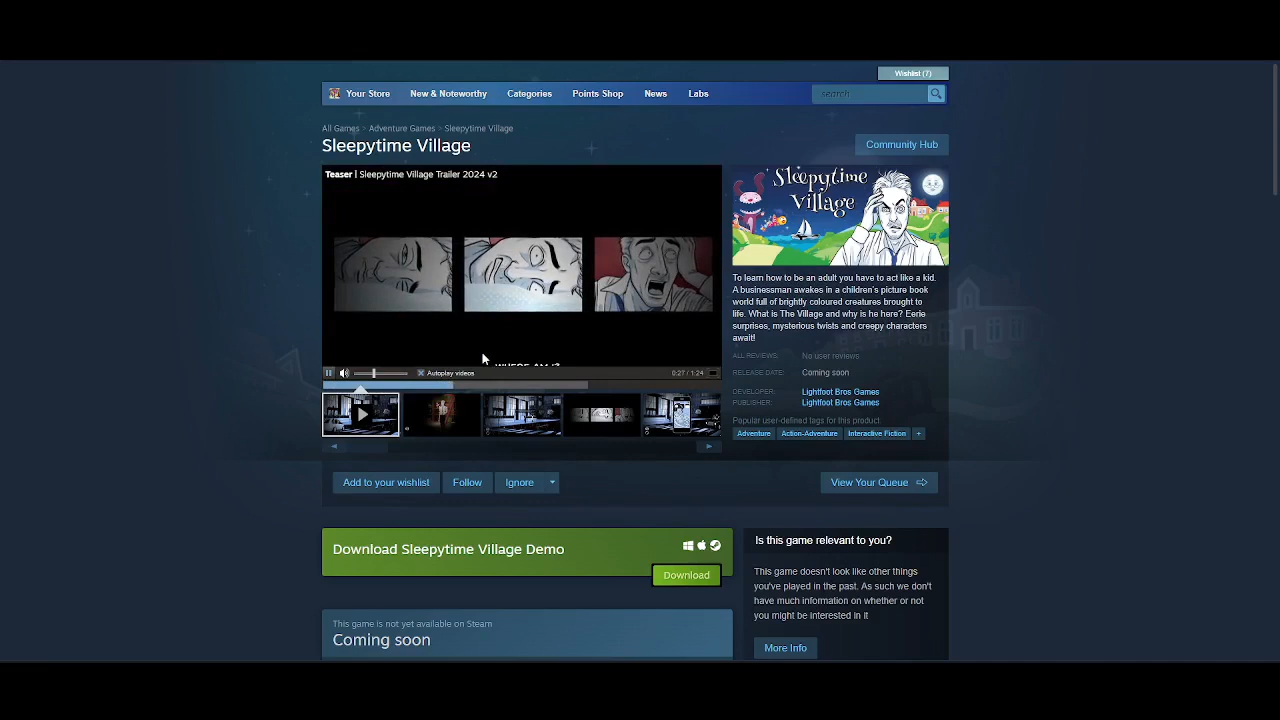 Wishlist (7)
Your Store
New & Noteworthy
Categories
Points Shop
News
Labs
search
All Games > Adventure Games > Sleepytime Village
Sleepytime Village
Community Hub
Teaser | Sleepytime Village Trailer 2024 v2
Autoplay videos
0:27 / 1:24
Sleepytime
Village
To learn how to be an adult you have to act like a kid.
A businessman awakes in a children's picture book
world full of brightly coloured creatures brought to
life. What is The Village and why is he here? Eerie
surprises, mysterious twists and creepy characters
await!
ALL REVIEWS: No user reviews
RELEASE DATE: Coming soon
DEVELOPER: Lightfoot Bros Games
PUBLISHER: Lightfoot Bros Games
Popular user-defined tags for this product:
Adventure
Action-Adventure
Interactive Fiction
+
Add to your wishlist
Follow
Ignore
View Your Queue
Download Sleepytime Village Demo
Download
Is this game relevant to you?
This game doesn't look like other things
you've played in the past. As such we don't
have much information on whether or not
you might be interested in it
More Info
This game is not yet available on Steam
Coming soon